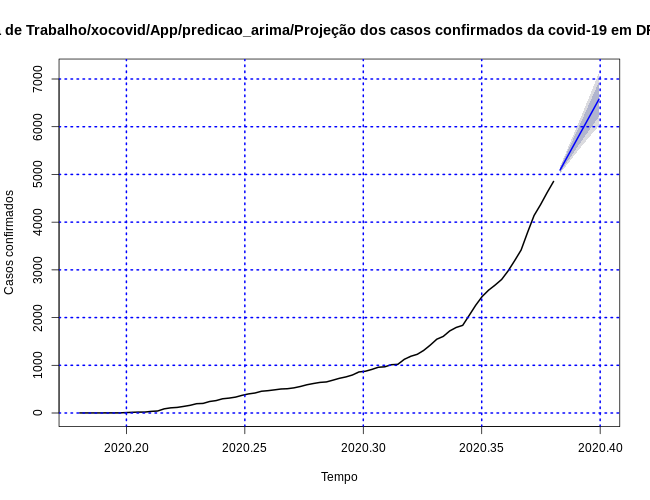 de Trabalho/xocovid/App/predicao_arima/Projeção dos casos confirmados da covid-19 em DF
7000
6000
5000
4000
3000
2000
1000
0
Casos confirmados
2020.20 2020.25 2020.30 2020.35 2020.40
Tempo